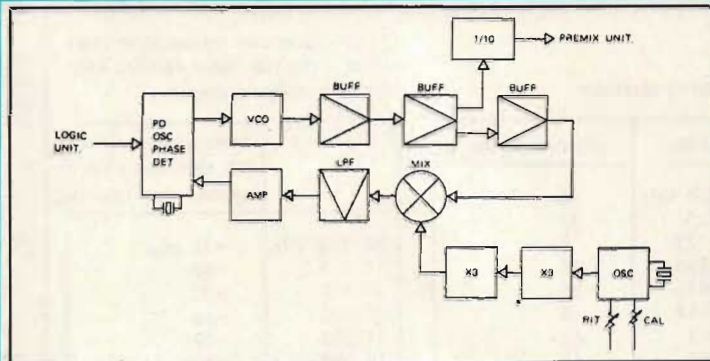 1/10
PREMIX UNIT.
BUFF
BUFF
BUFF
LOGIC
UNIT.
PD
OSC
PHASE
DET
VCO
AMP
LPF
MIX
X3
X3
OSC
RIT
CAL